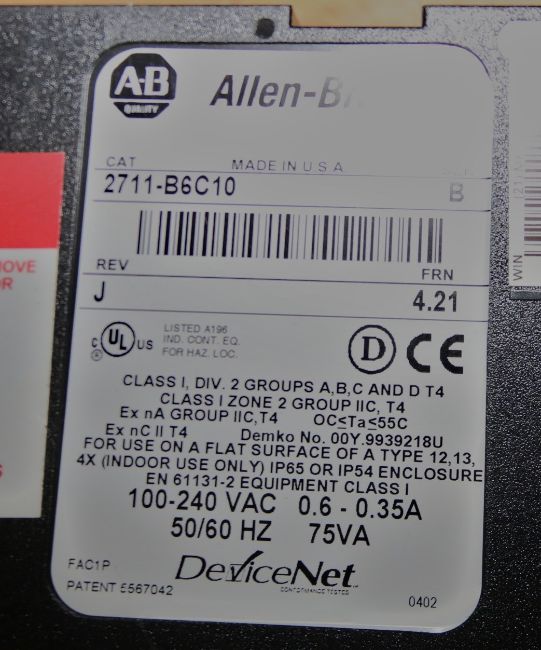 A-B
QUALITY
Allen-B
CAT
MADE IN U S A
2711-B6C10
B
REV
FRN
J
4.21
C UL US
LISTED A196
IND. CONT. EQ.
FOR HAZ. LOC.
D CE
CLASS I, DIV. 2 GROUPS A,B,C AND D T4
CLASS I ZONE 2 GROUP IIC, T4
Ex nA GROUP IIC,T4 OC≤Ta≤55C
Ex nC II T4 Demko No. 00Y.9939218U
FOR USE ON A FLAT SURFACE OF A TYPE 12,13,
4X (INDOOR USE ONLY) IP65 OR IP54 ENCLOSURE
EN 61131-2 EQUIPMENT CLASS I
100-240 VAC 0.6 - 0.35A
50/60 HZ 75VA
FAC1P
DeviceNet
CONFORMANCE TESTED
PATENT 5567042
0402
WIN